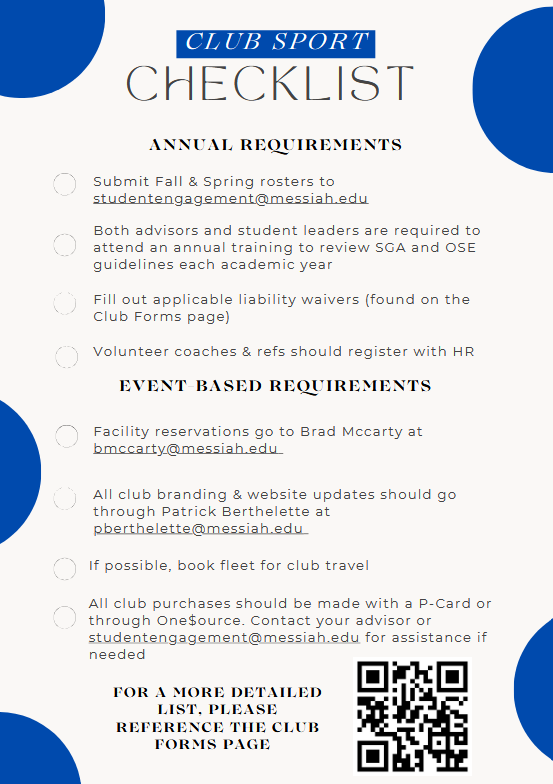 CLUB SPORT
CHECKLIST
ANNUAL REQUIREMENTS
Submit Fall & Spring rosters to
studentengagement@messiah.edu
Both advisors and student leaders are required to
attend an annual training to review SGA and OSE
guidelines each academic year
Fill out applicable liability waivers (found on the
Club Forms page)
Volunteer coaches & refs should register with HR
EVENT-BASED REQUIREMENTS
Facility reservations go to Brad Mccarty at
bmccarty@messiah.edu
All club branding & website updates should go
through Patrick Berthelette at
pberthelette@messiah.edu
If possible, book fleet for club travel
All club purchases should be made with a P-Card or
through One$ource. Contact your advisor or
studentengagement@messiah.edu for assistance if
needed
FOR A MORE DETAILED
LIST, PLEASE
REFERENCE THE CLUB
FORMS PAGE